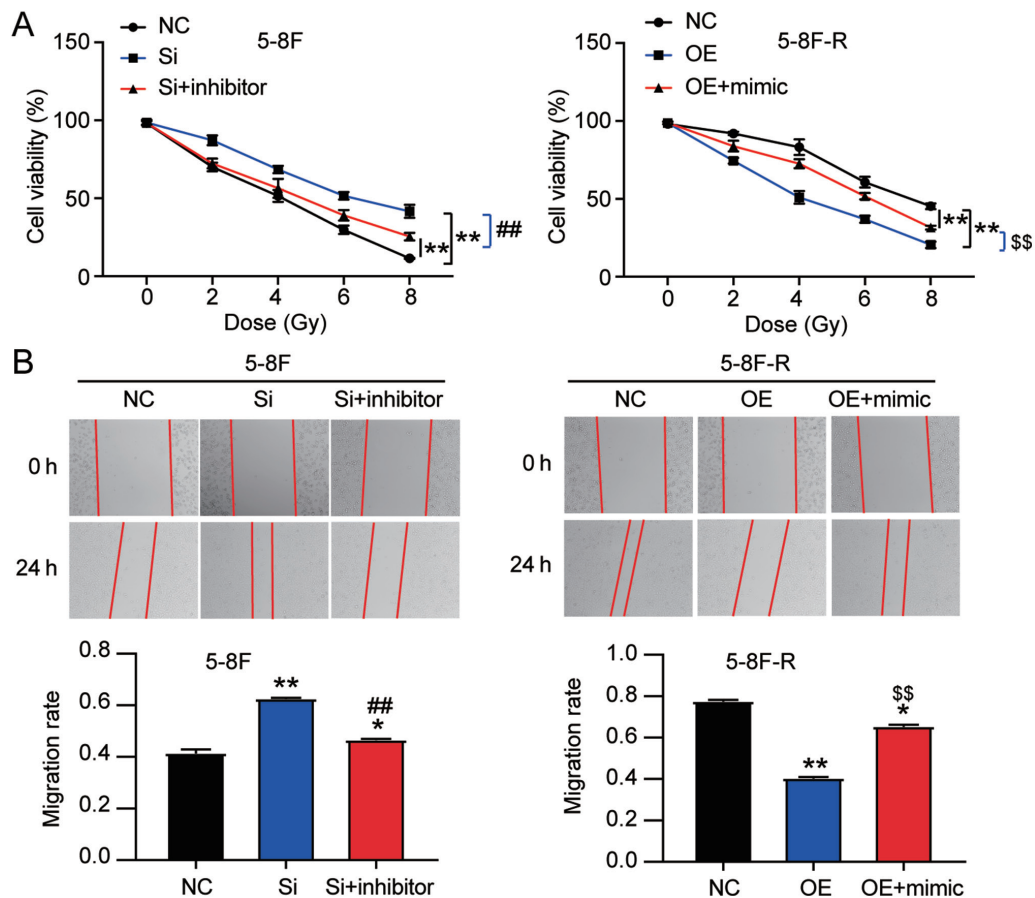 A
5-8F
NC
Si
Si+inhibitor
Cell viability (%)
150
100
50
0
0 2 4 6 8
Dose (Gy)
** ** ##
5-8F-R
NC
OE
OE+mimic
Cell viability (%)
150
100
50
0
0 2 4 6 8
Dose (Gy)
** ** $$
B
5-8F
NC Si Si+inhibitor
0 h
24 h
5-8F-R
NC OE OE+mimic
0 h
24 h
5-8F
Migration rate
0.8
0.6
0.4
0.2
0.0
**
##
*
NC Si Si+inhibitor
5-8F-R
Migration rate
1.0
0.8
0.6
0.4
0.2
0.0
**
$$
*
NC OE OE+mimic